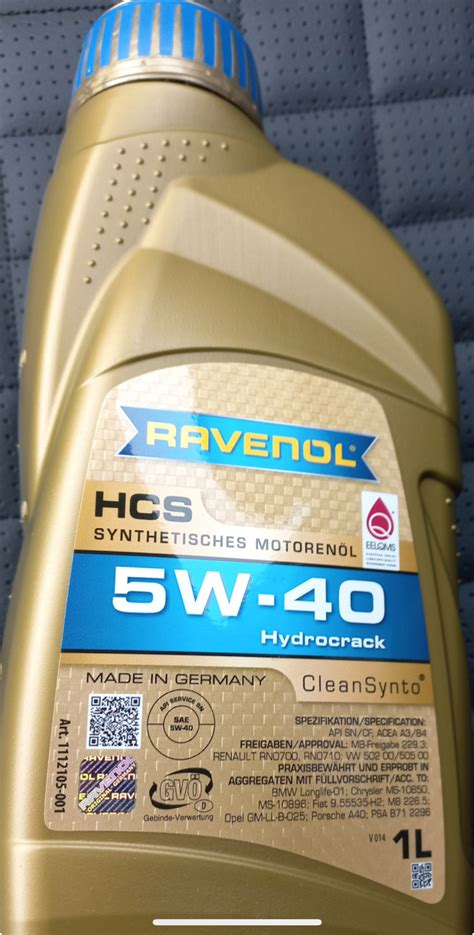 RAVENOL®
HCS
SYNTHETISCHES MOTORENÖL
EELQMS
5W-40
Hydrocrack
MADE IN GERMANY
CleanSynto®
API SERVICE SN
SAE
5W-40
Art. 1112105-001
SPEZIFIKATION/SPECIFICATION:
API SN/CF, ACEA A3/B4
FREIGABEN/APPROVAL: MB-Freigabe 229.3;
RENAULT RN0700, RN0710; VW 502 00/505 00
PRAXISBEWÄHRT UND ERPROBT IN
AGGREGATEN MIT FÜLLVORSCHRIFT/ACC. TO:
BMW Longlife-01; Chrysler MS-10850,
MS-10896; Fiat 9.55535-H2; MB 226.5;
Opel GM-LL-B-025; Porsche A40; PSA B71 2296
GVÖ
D
Gebinde-Verwertung
V 014
1L